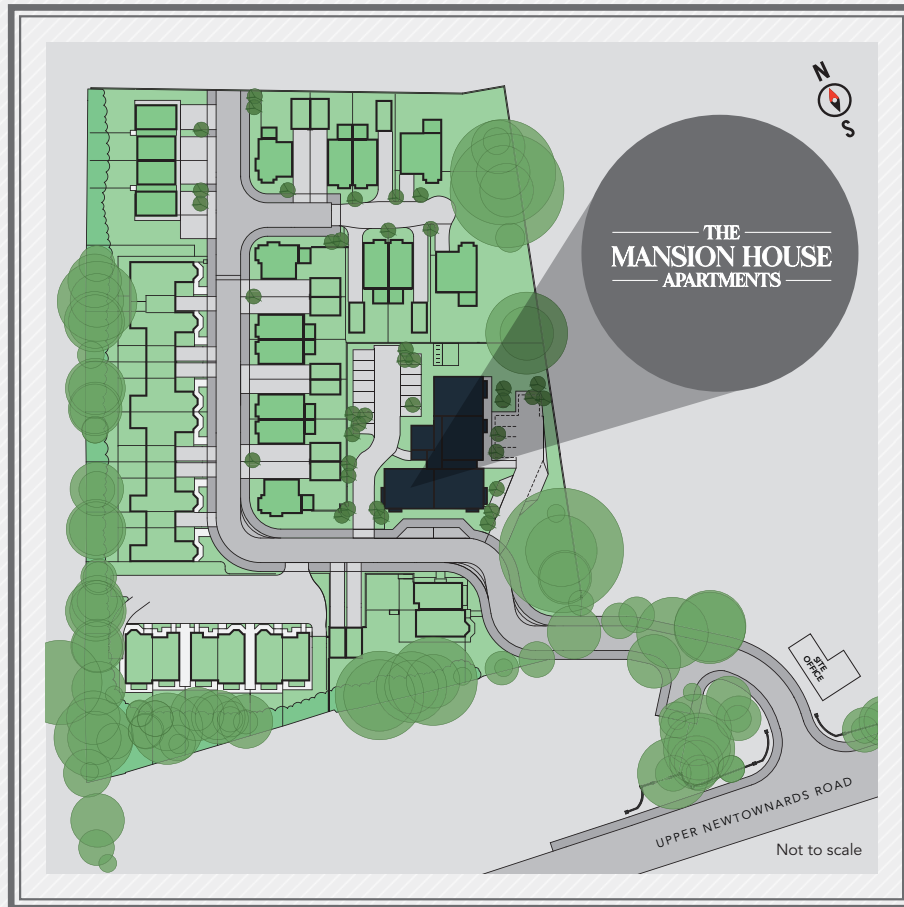 N
S
THE
MANSION HOUSE
APARTMENTS
SITE
OFFICE
UPPER NEWTOWNARDS ROAD
Not to scale